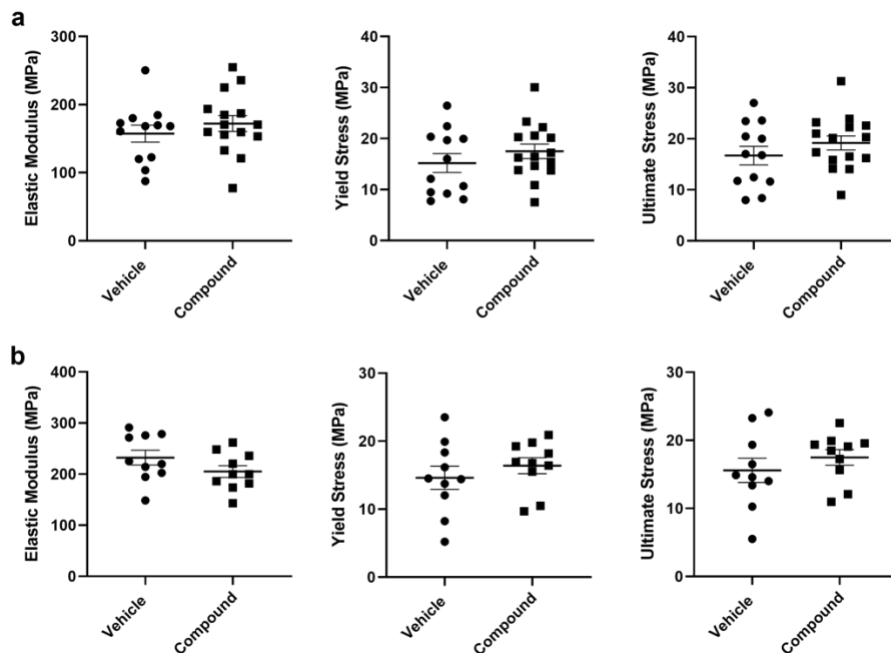 a
Elastic Modulus (MPa)
300
200
100
0
Vehicle
Compound
Yield Stress (MPa)
40
30
20
10
0
Vehicle
Compound
Ultimate Stress (MPa)
40
30
20
10
0
Vehicle
Compound
b
Elastic Modulus (MPa)
400
300
200
100
0
Vehicle
Compound
Yield Stress (MPa)
30
20
10
0
Vehicle
Compound
Ultimate Stress (MPa)
30
20
10
0
Vehicle
Compound